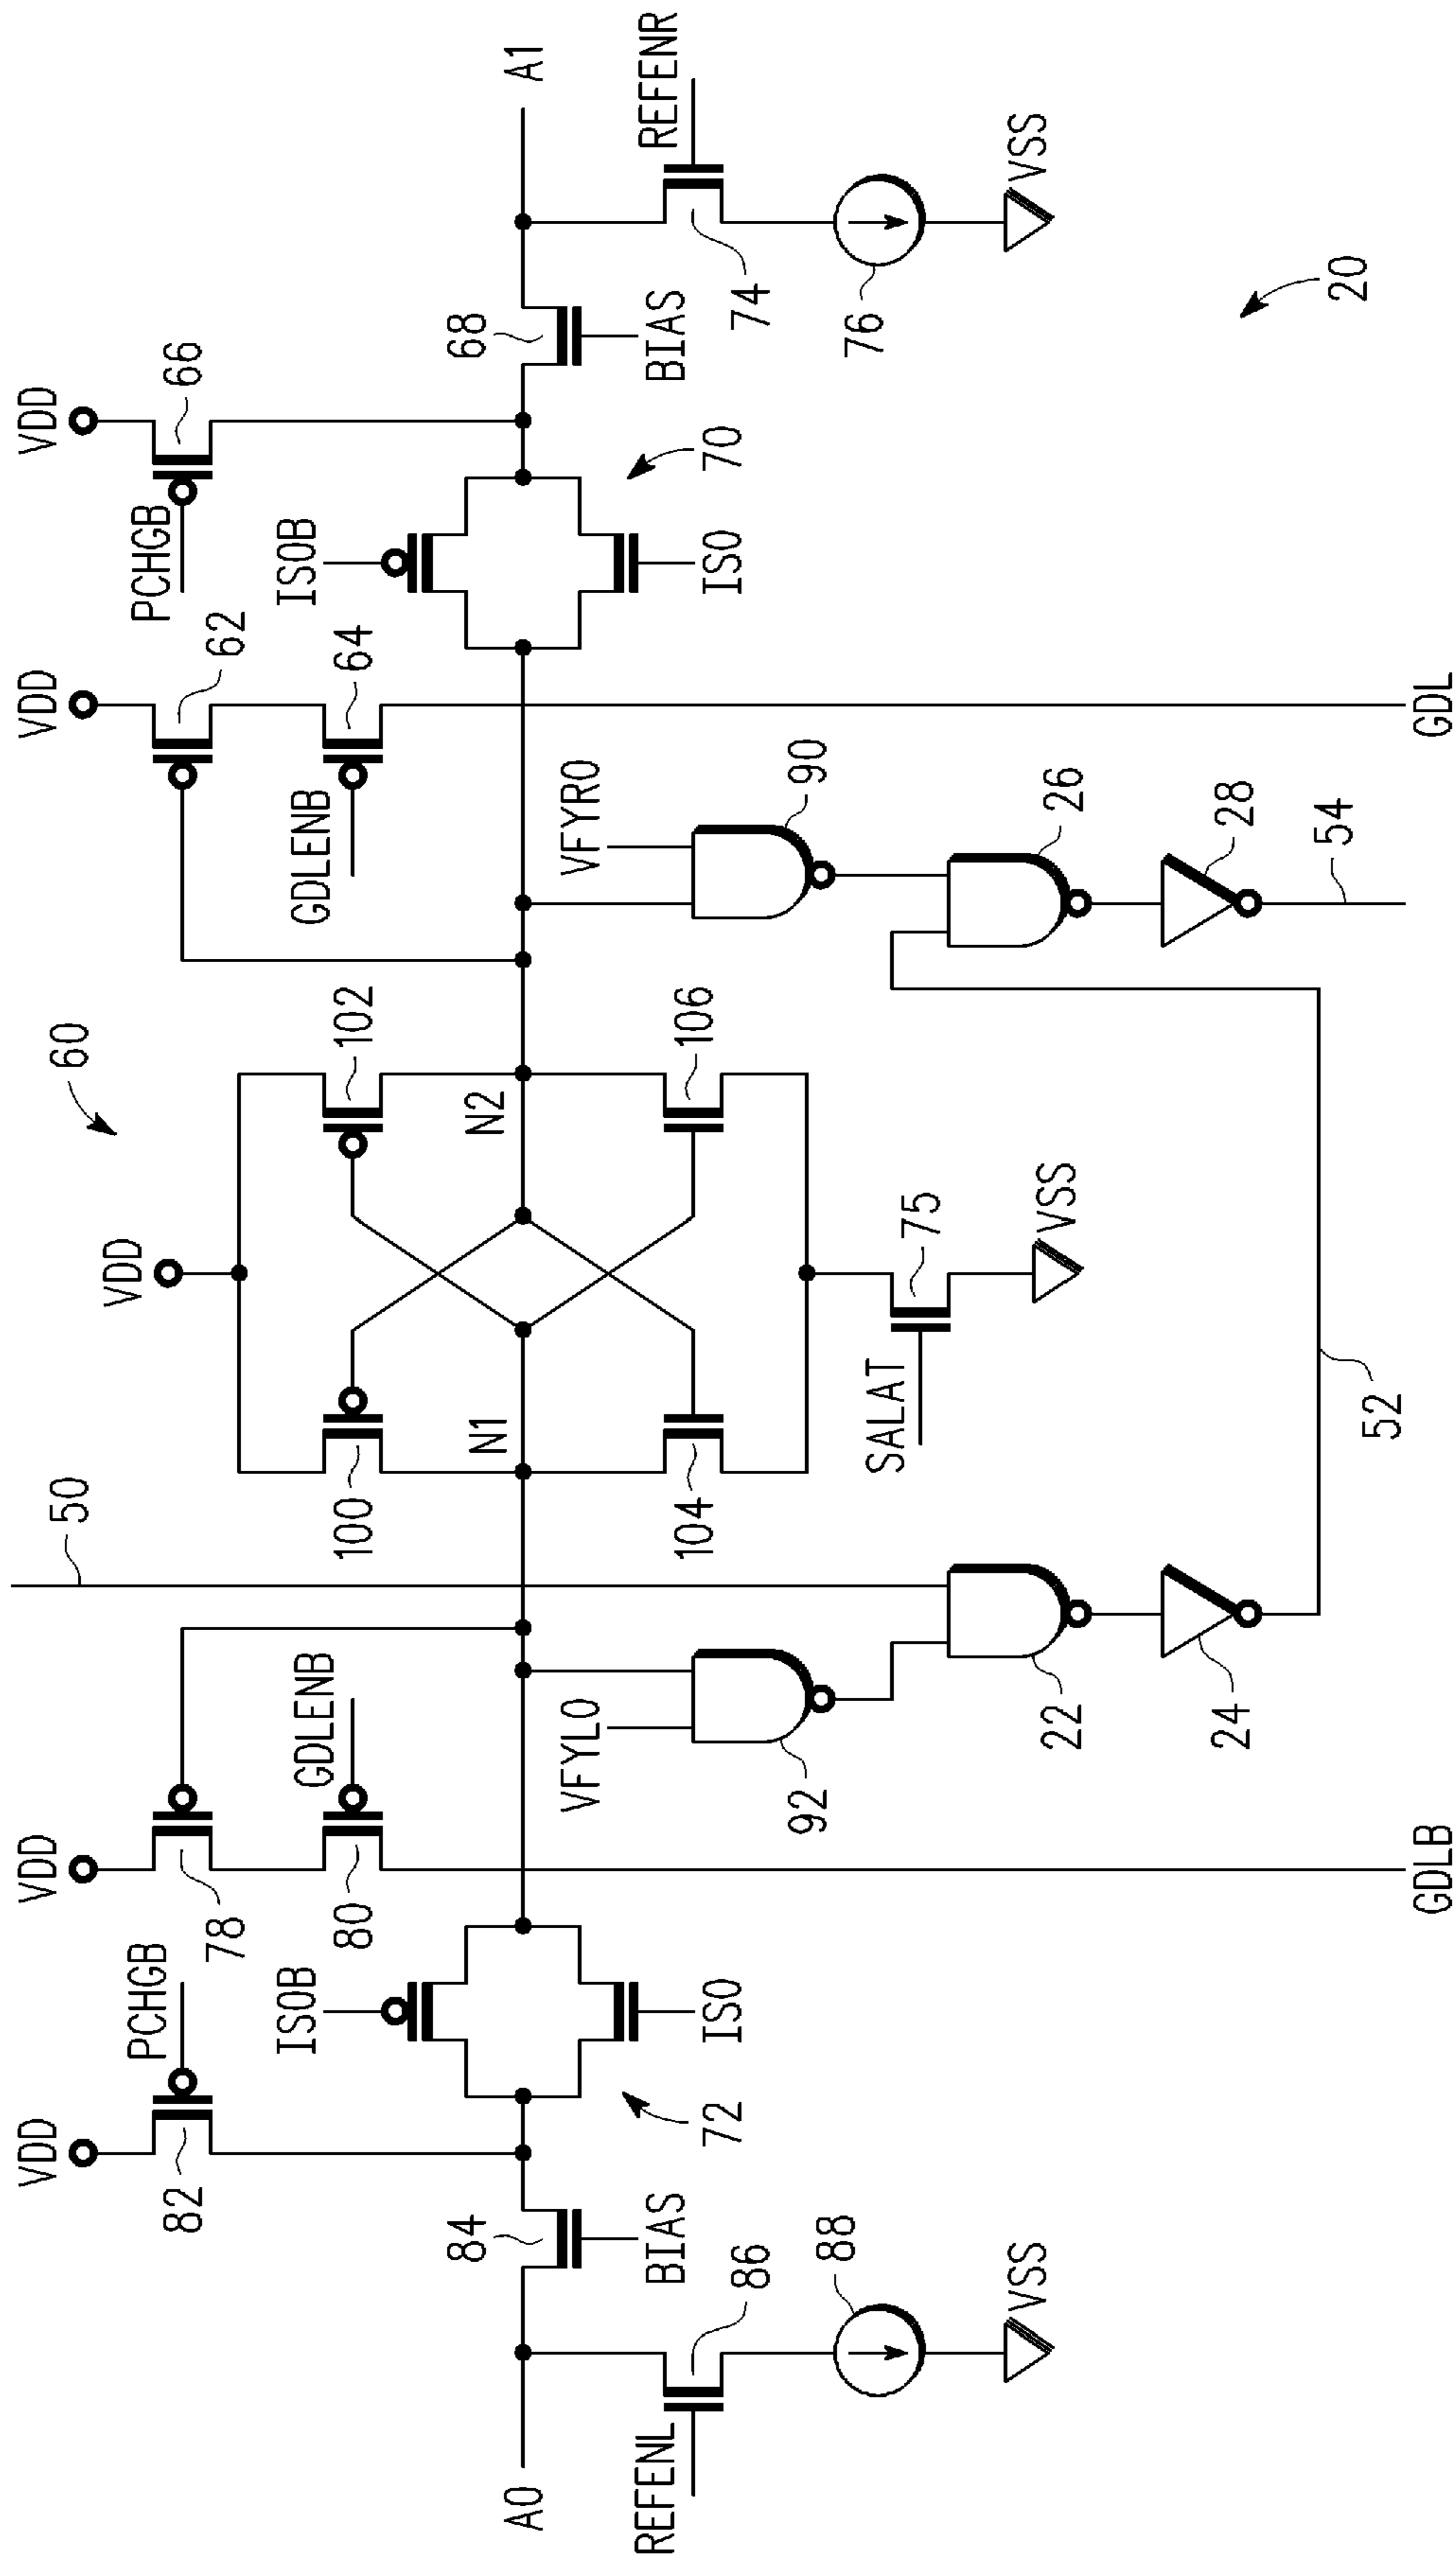 VDD
VDD
VDD
VDD
50
60
VDD
PCHGB
PCHGB
82
66
78
62
ISOB
GDLENB
GDLENB
ISOB
80
100
102
64
84
68
N1
N2
A0
A1
VFYLO
VFYRO
REFENL
BIAS
BIAS
REFENR
104
106
72
ISO
ISO
70
86
74
92
90
88
76
SALAT
75
VSS
VSS
VSS
22
26
24
28
54
20
52
GDLB
GDL